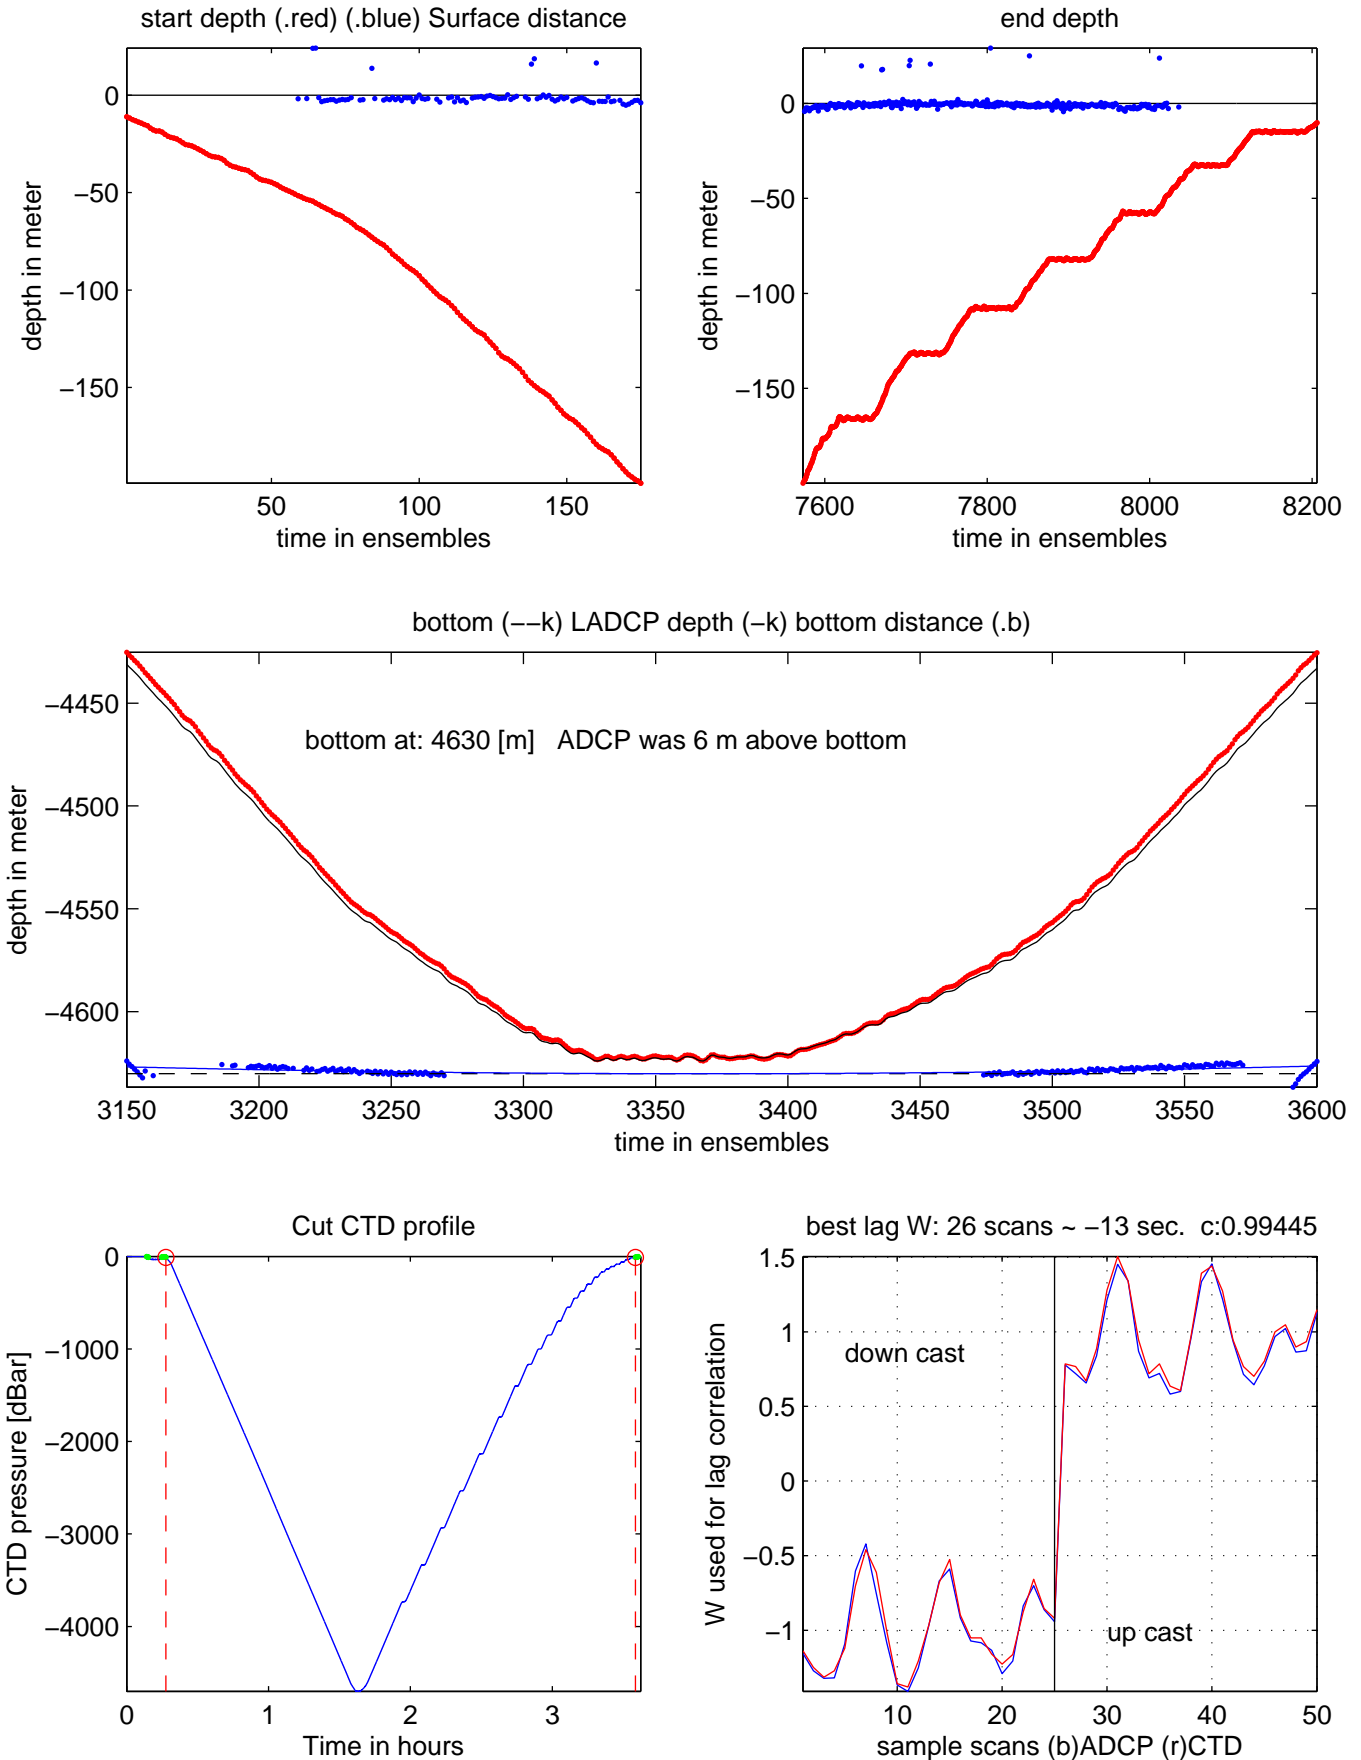 start depth (.red) (.blue) Surface distance
0
−50
−100
−150
depth in meter
50
100
150
time in ensembles
end depth
0
−50
−100
−150
depth in meter
7600
7800
8000
8200
time in ensembles
bottom (−−k) LADCP depth (−k) bottom distance (.b)
−4450
−4500
−4550
−4600
depth in meter
bottom at: 4630 [m]   ADCP was 6 m above bottom
3150
3200
3250
3300
3350
3400
3450
3500
3550
3600
time in ensembles
Cut CTD profile
0
−1000
−2000
−3000
−4000
CTD pressure [dBar]
0
1
2
3
Time in hours
best lag W: 26 scans ~ −13 sec.  c:0.99445
1.5
1
0.5
0
−0.5
−1
W used for lag correlation
down cast
up cast
10
20
30
40
50
sample scans (b)ADCP (r)CTD